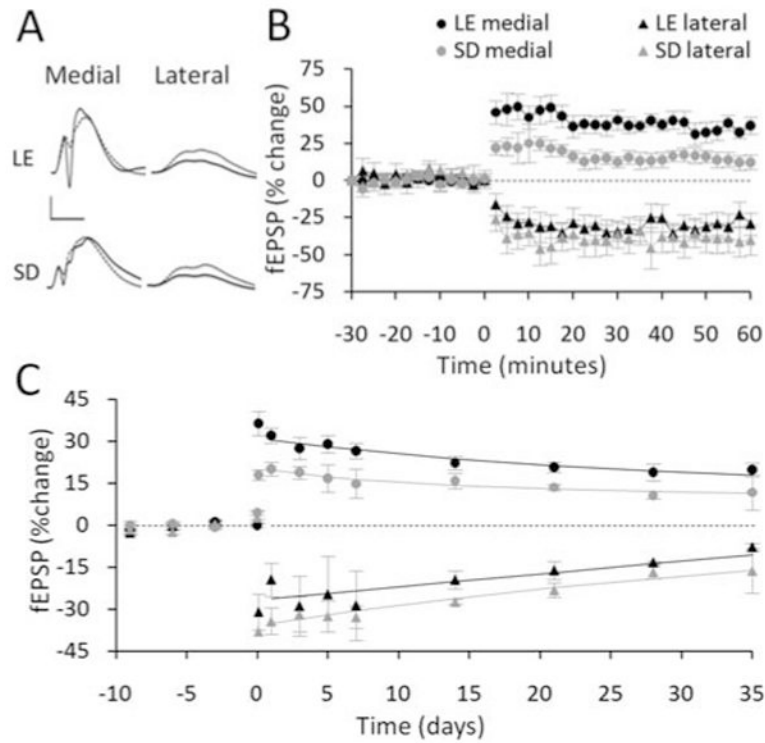 A
Medial Lateral
LE
SD
B
LE medial
LE lateral
SD medial
SD lateral
fEPSP (% change)
75
50
25
0
-25
-50
-75
-30 -20 -10 0 10 20 30 40 50 60
Time (minutes)
C
fEPSP (%change)
45
30
15
0
-15
-30
-45
-10 -5 0 5 10 15 20 25 30 35
Time (days)